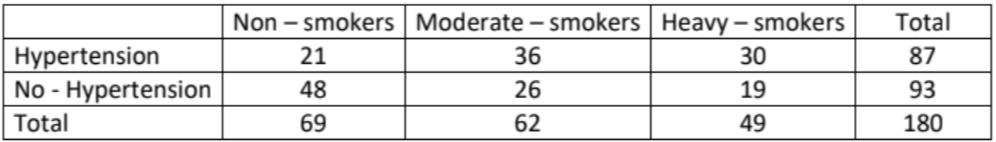 Non – smokers Moderate – smokers Heavy – smokers Total
Hypertension 21 36 30 87
No - Hypertension 48 26 19 93
Total 69 62 49 180